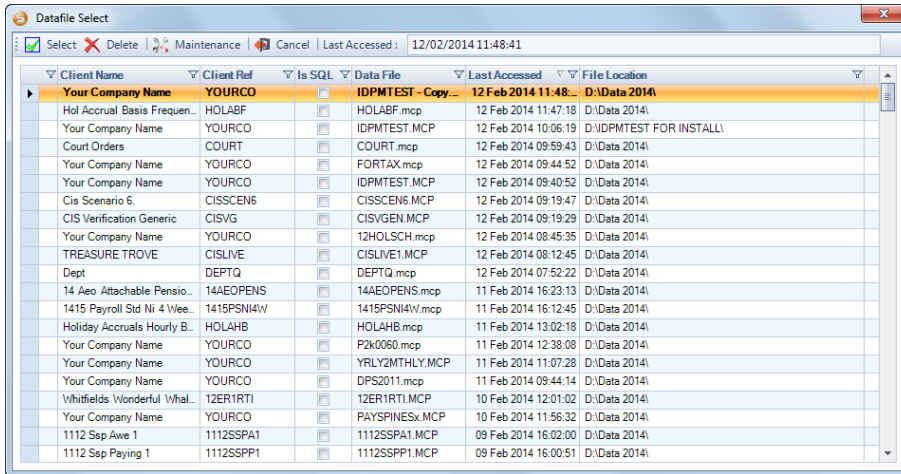 Datafile Select
Select Delete Maintenance Cancel Last Accessed : 12/02/2014 11:48:41
Client Name Client Ref Is SQL Data File Last Accessed File Location
Your Company Name YOURCO IDPMTEST - Copy... 12 Feb 2014 11:48:... D:\Data 2014\
Hol Accrual Basis Frequen... HOLABF HOLABF.mcp 12 Feb 2014 11:47:18 D:\Data 2014\
Your Company Name YOURCO IDPMTEST.MCP 12 Feb 2014 10:06:19 D:\IDPMTEST FOR INSTALL\
Court Orders COURT COURT.mcp 12 Feb 2014 09:59:43 D:\Data 2014\
Your Company Name YOURCO FORTAX.mcp 12 Feb 2014 09:44:52 D:\Data 2014\
Your Company Name YOURCO IDPMTEST.MCP 12 Feb 2014 09:40:52 D:\Data 2014\
Cis Scenario 6. CISSCEN6 CISSCEN6.MCP 12 Feb 2014 09:19:47 D:\Data 2014\
CIS Verification Generic CISVG CISVGEN.MCP 12 Feb 2014 09:19:29 D:\Data 2014\
Your Company Name YOURCO 12HOLSCH.mcp 12 Feb 2014 08:45:35 D:\Data 2014\
TREASURE TROVE CISLIVE CISLIVE1.MCP 12 Feb 2014 08:12:45 D:\Data 2014\
Dept DEPTQ DEPTQ.mcp 12 Feb 2014 07:52:22 D:\Data 2014\
14 Aeo Attachable Pensio... 14AEOPENS 14AEOPENS.mcp 11 Feb 2014 16:23:13 D:\Data 2014\
1415 Payroll Std Ni 4 Wee... 1415PSNI4W 1415PSNI4W.mcp 11 Feb 2014 16:12:45 D:\Data 2014\
Holiday Accruals Hourly B... HOLAHB HOLAHB.mcp 11 Feb 2014 13:02:18 D:\Data 2014\
Your Company Name YOURCO P2k0060.mcp 11 Feb 2014 12:38:08 D:\Data 2014\
Your Company Name YOURCO YRLY2MTHLY.MCP 11 Feb 2014 11:07:28 D:\Data 2014\
Your Company Name YOURCO DPS2011.mcp 11 Feb 2014 09:44:14 D:\Data 2014\
Whitfields Wonderful Whal... 12ER1RTI 12ER1RTI.MCP 10 Feb 2014 12:01:02 D:\Data 2014\
Your Company Name YOURCO PAYSPINESx.MCP 10 Feb 2014 11:56:32 D:\Data 2014\
1112 Ssp Awe 1 1112SSPA1 1112SSPA1.MCP 09 Feb 2014 16:02:00 D:\Data 2014\
1112 Ssp Paying 1 1112SSPP1 1112SSPP1.MCP 09 Feb 2014 16:00:51 D:\Data 2014\